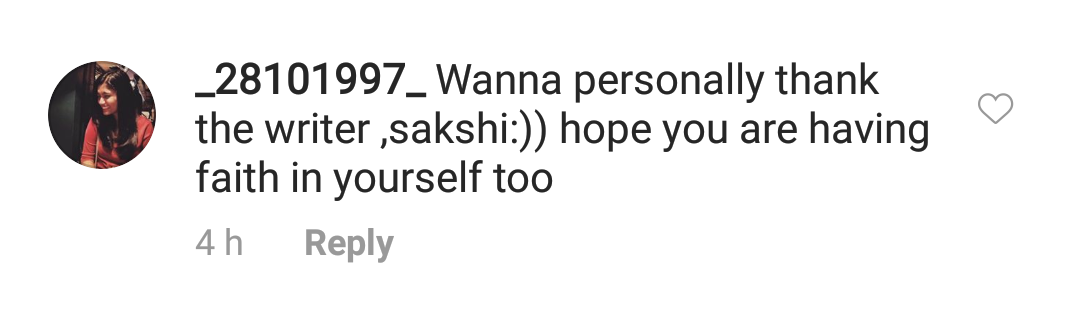 _28101997_ Wanna personally thank
the writer ,sakshi:)) hope you are having
faith in yourself too
4 h Reply